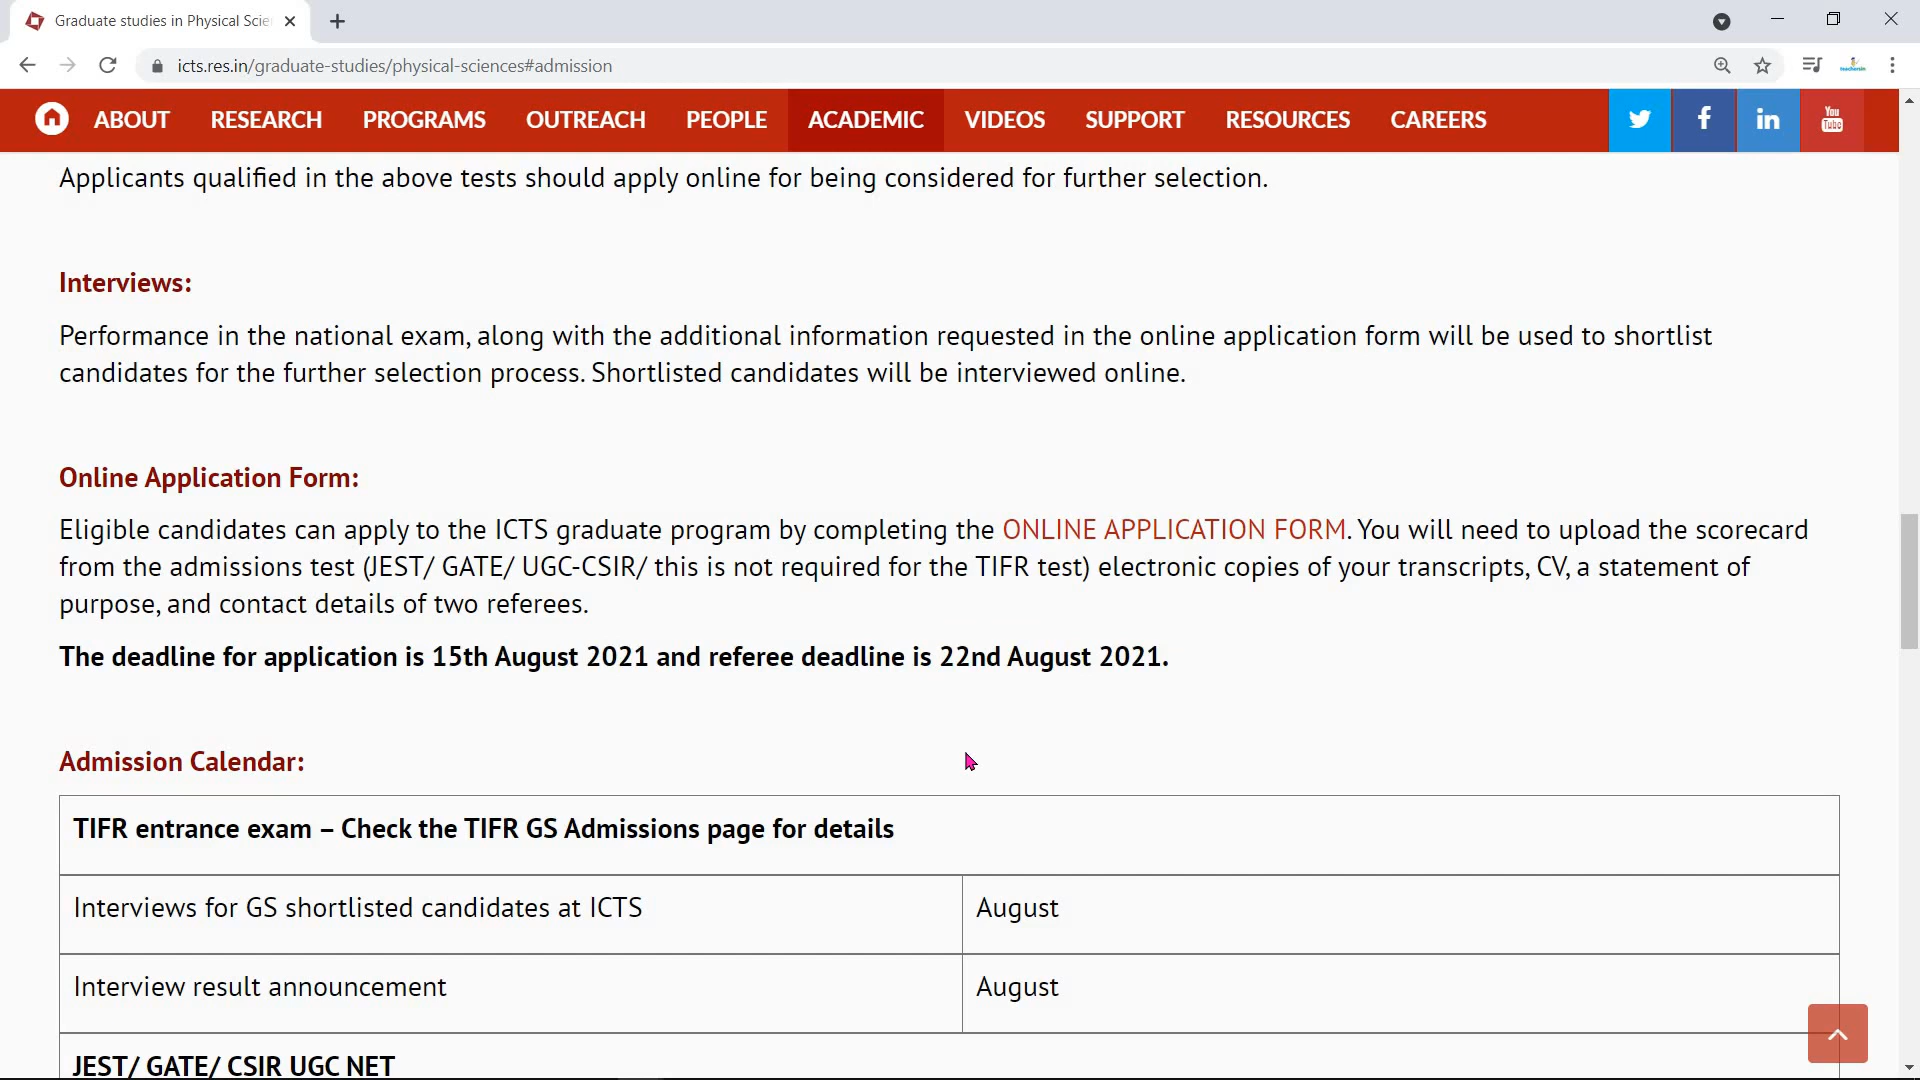 Graduate studies in Physical Scie
icts.res.in/graduate-studies/physical-sciences#admission
ABOUT RESEARCH PROGRAMS OUTREACH PEOPLE ACADEMIC VIDEOS SUPPORT RESOURCES CAREERS
You
Tube
Applicants qualified in the above tests should apply online for being considered for further selection.
Interviews:
Performance in the national exam, along with the additional information requested in the online application form will be used to shortlist
candidates for the further selection process. Shortlisted candidates will be interviewed online.
Online Application Form:
Eligible candidates can apply to the ICTS graduate program by completing the ONLINE APPLICATION FORM. You will need to upload the scorecard
from the admissions test (JEST/ GATE/ UGC-CSIR/ this is not required for the TIFR test) electronic copies of your transcripts, CV, a statement of
purpose, and contact details of two referees.
The deadline for application is 15th August 2021 and referee deadline is 22nd August 2021.
Admission Calendar:
TIFR entrance exam – Check the TIFR GS Admissions page for details
Interviews for GS shortlisted candidates at ICTS August
Interview result announcement August
JEST/ GATE/ CSIR UGC NET